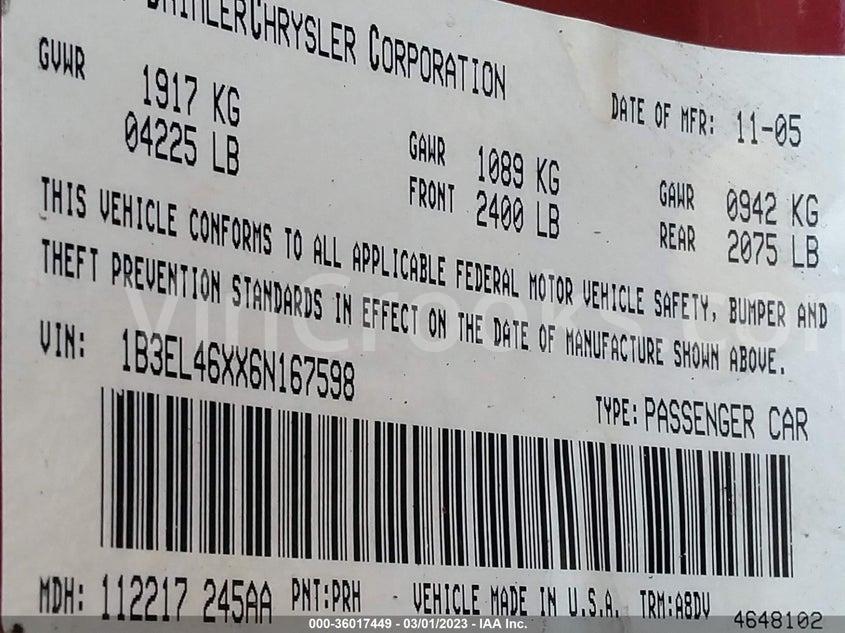 DAIMLERCHRYSLER CORPORATION
DATE OF MFR: 11-05
GVWR 1917 KG
04225 LB
GAWR FRONT 1089 KG
2400 LB
GAWR REAR 0942 KG
2075 LB
THIS VEHICLE CONFORMS TO ALL APPLICABLE FEDERAL MOTOR VEHICLE SAFETY, BUMPER AND
THEFT PREVENTION STANDARDS IN EFFECT ON THE DATE OF MANUFACTURE SHOWN ABOVE.
VinCrooks.com
VIN: 1B3EL46XX6N167598
TYPE: PASSENGER CAR
MDH: 112217 245AA PNT:PRH VEHICLE MADE IN U.S.A. TRM:A8DV
4648102
000-36017449 - 03/01/2023 - IAA Inc.